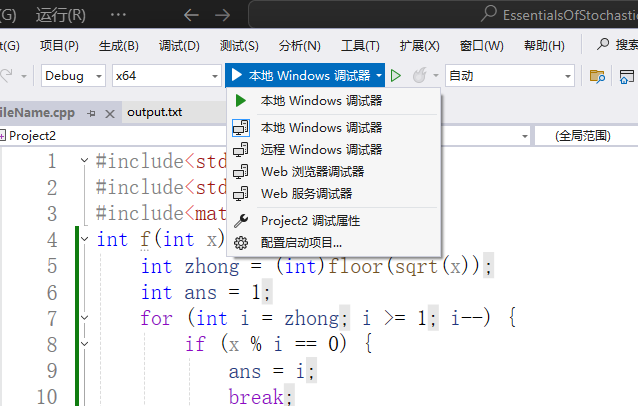 (G) 运行(R) ··· EssentialsOfStochastic
t(G) 项目(P) 生成(B) 调试(D) 测试(S) 分析(N) 工具(T) 扩展(X) 窗口(W) 帮助(H) 搜索
Debug x64 本地 Windows 调试器 自动
ileName.cpp output.txt
本地 Windows 调试器
Project2 (全局范围)
本地 Windows 调试器
远程 Windows 调试器
Web 浏览器调试器
Web 服务调试器
Project2 调试属性
配置启动项目...
1 #include<std
2 #include<std
3 #include<mat
4 int f(int x)
5 int zhong = (int)floor(sqrt(x));
6 int ans = 1;
7 for (int i = zhong; i >= 1; i--) {
8 if (x % i == 0) {
9 ans = i;
10 break;